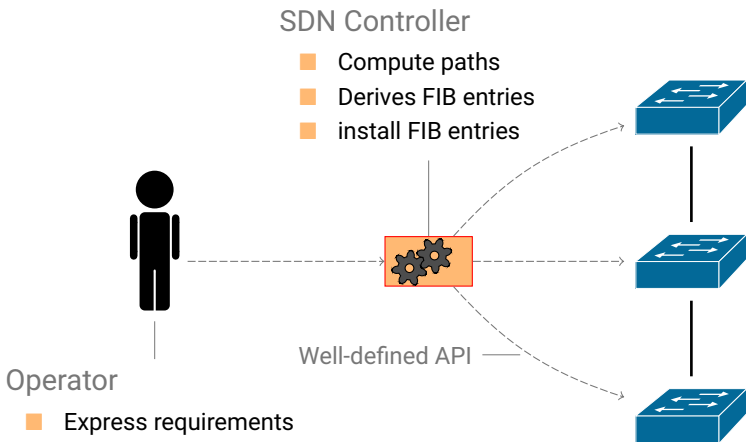 SDN Controller
Compute paths
Derives FIB entries
install FIB entries
Well-defined API
Operator
Express requirements